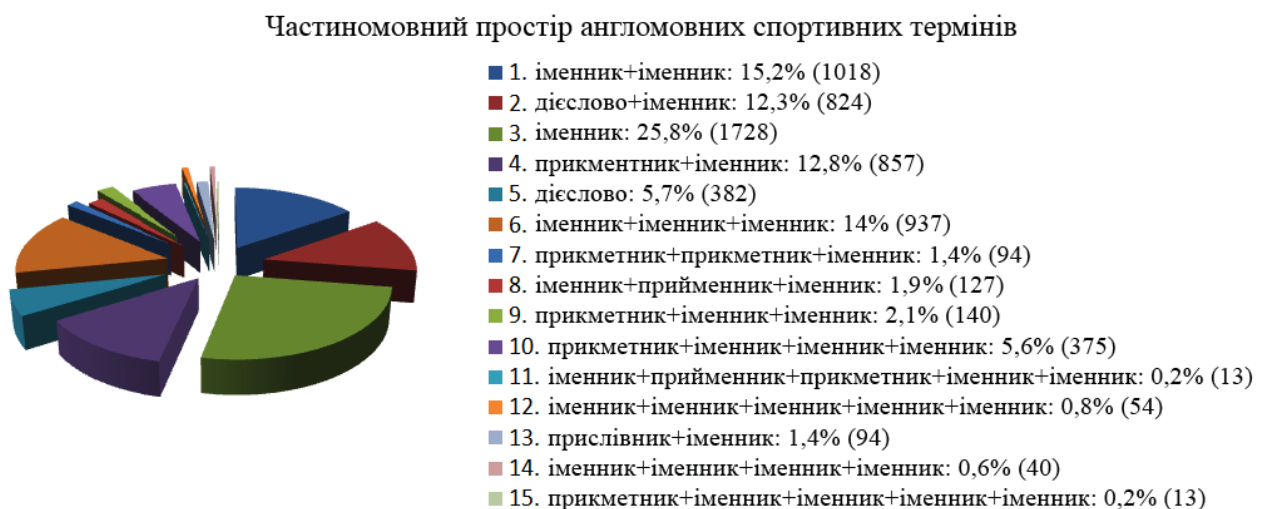 Частиномовний простір англомовних спортивних термінів
1. іменник+іменник: 15,2% (1018)
2. дієслово+іменник: 12,3% (824)
3. іменник: 25,8% (1728)
4. прикментник+іменник: 12,8% (857)
5. дієслово: 5,7% (382)
6. іменник+іменник+іменник: 14% (937)
7. прикметник+прикметник+іменник: 1,4% (94)
8. іменник+прийменник+іменник: 1,9% (127)
9. прикметник+іменник+іменник: 2,1% (140)
10. прикметник+іменник+іменник+іменник: 5,6% (375)
11. іменник+прийменник+прикметник+іменник+іменник: 0,2% (13)
12. іменник+іменник+іменник+іменник+іменник: 0,8% (54)
13. прислівник+іменник: 1,4% (94)
14. іменник+іменник+іменник+іменник: 0,6% (40)
15. прикметник+іменник+іменник+іменник+іменник: 0,2% (13)